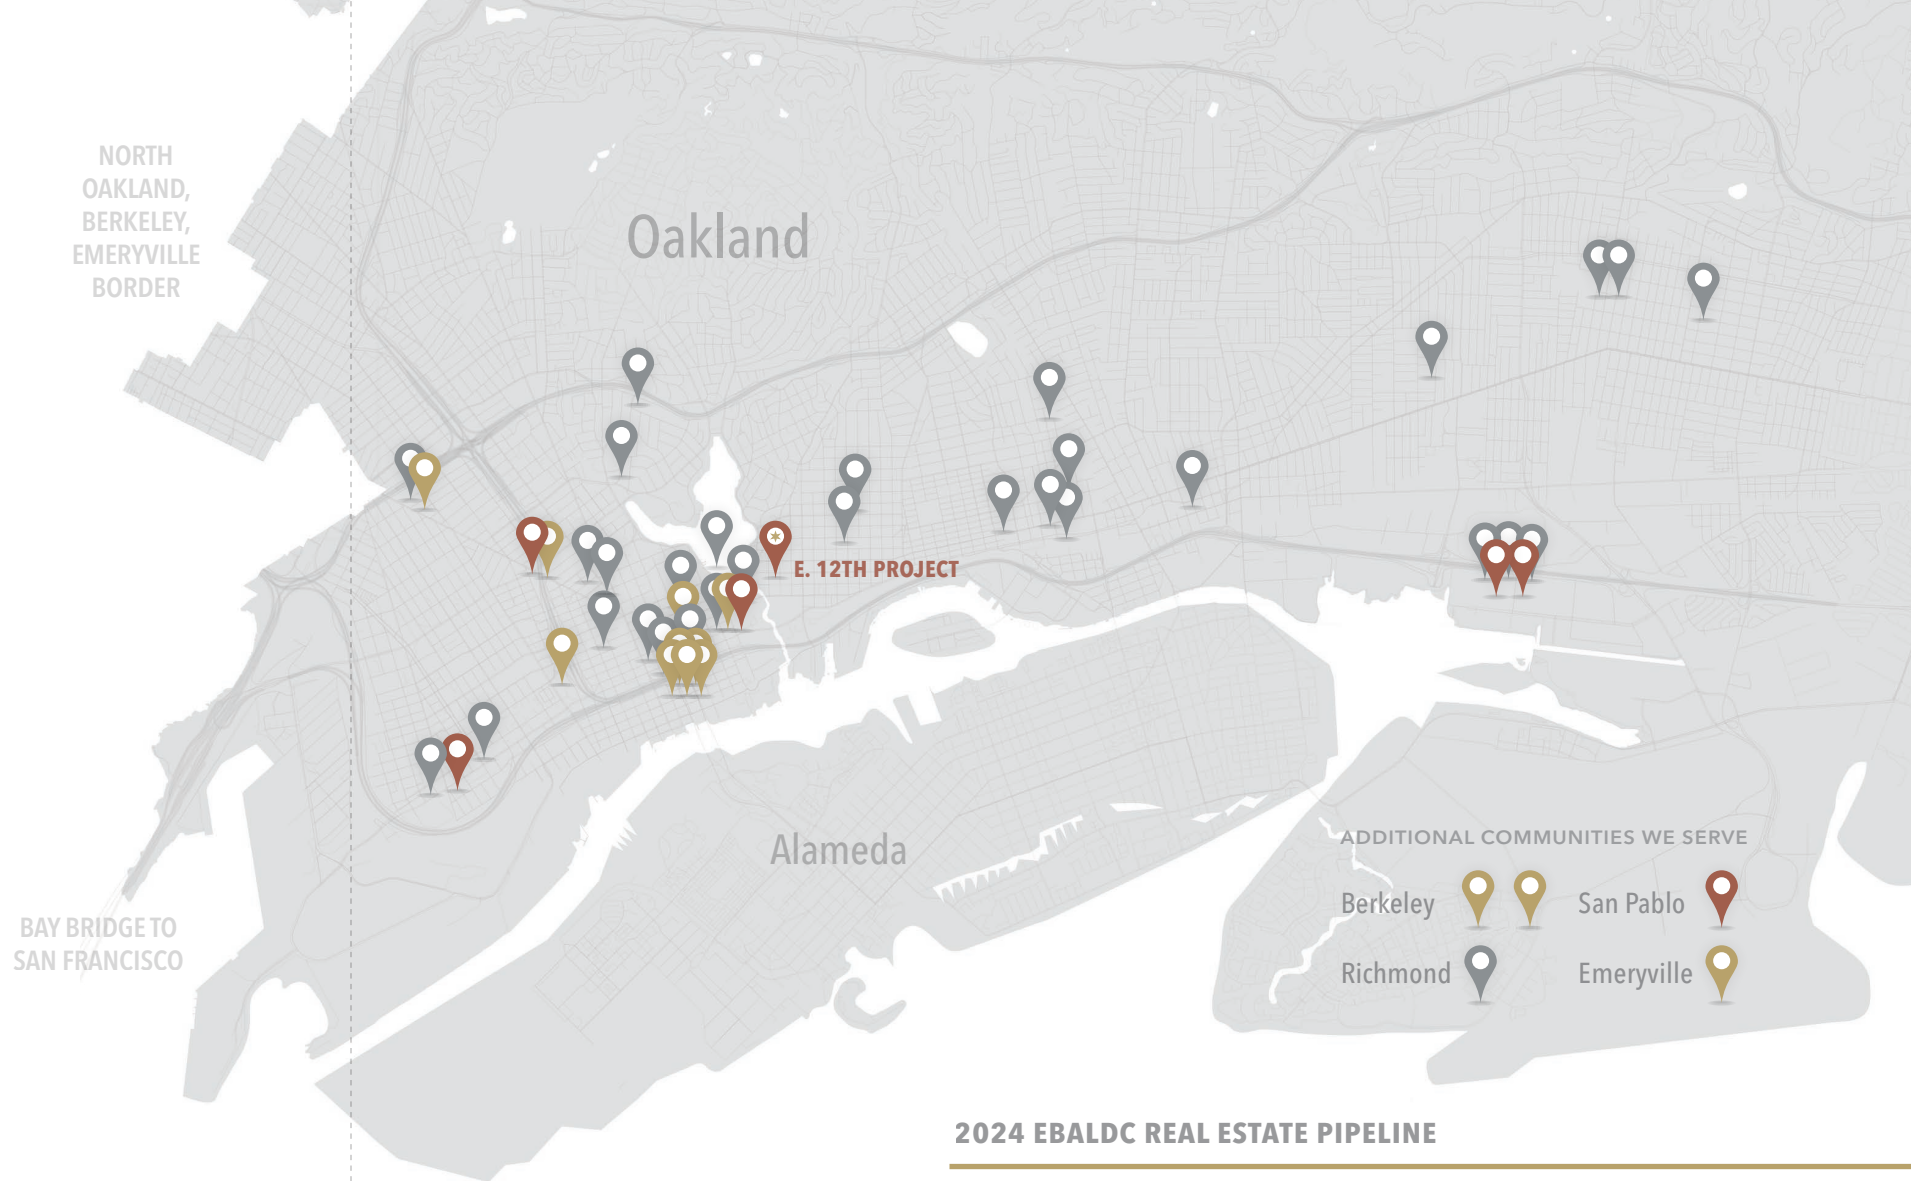 NORTH
OAKLAND,
BERKELEY,
EMERYVILLE
BORDER
Oakland
E. 12TH PROJECT
Alameda
ADDITIONAL COMMUNITIES WE SERVE
Berkeley
San Pablo
Richmond
Emeryville
BAY BRIDGE TO
SAN FRANCISCO
2024 EBALDC REAL ESTATE PIPELINE